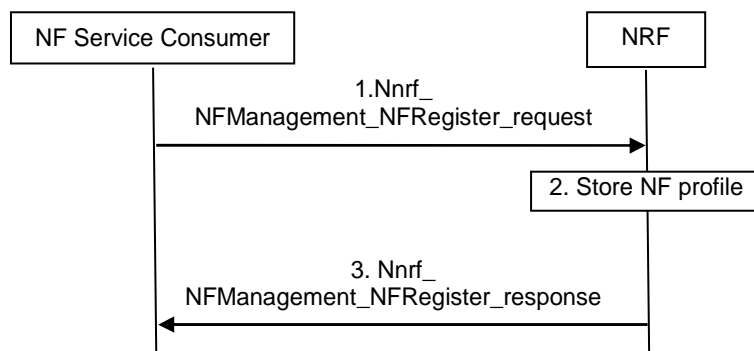 NF Service Consumer
NRF
1.Nnrf_
NFManagement_NFRegister_request
2. Store NF profile
3. Nnrf_
NFManagement_NFRegister_response